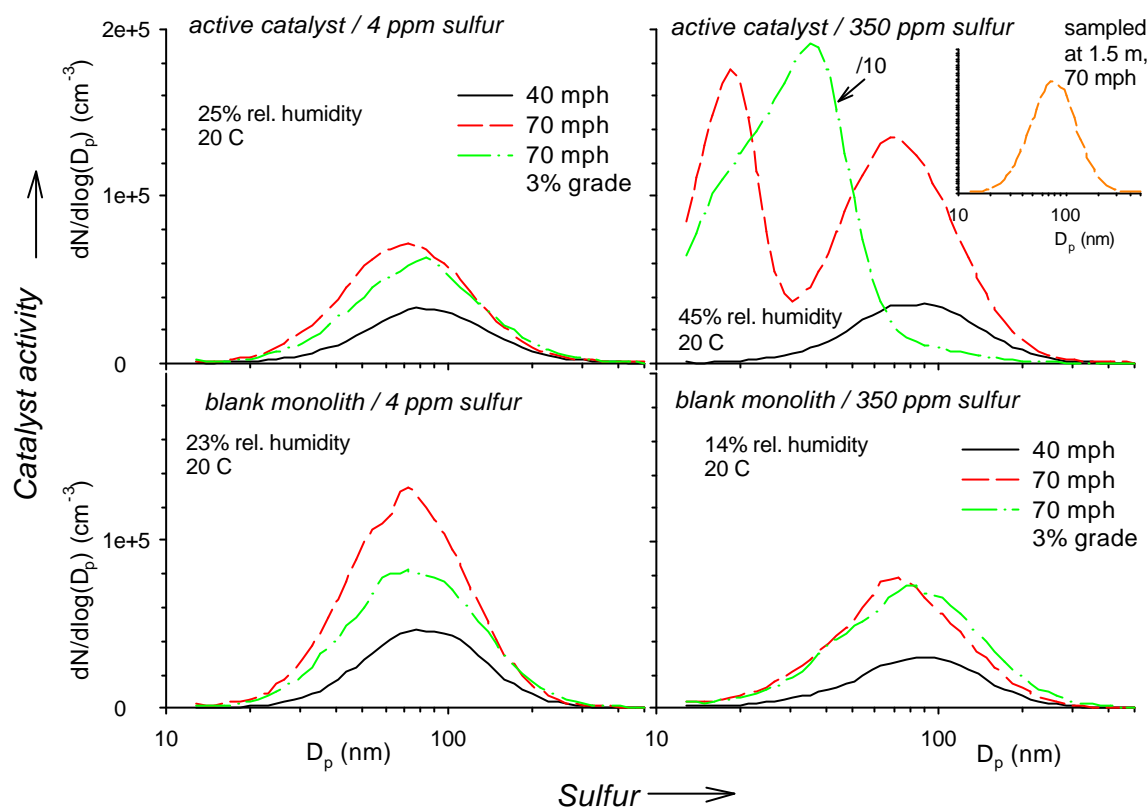 active catalyst / 4 ppm sulfur
2e+5
1e+5
0
dN/dlog(Dp) (cm-3)
25% rel. humidity
20 C
40 mph
70 mph
70 mph
3% grade
active catalyst / 350 ppm sulfur
/10
sampled
at 1.5 m,
70 mph
10
100
Dp (nm)
45% rel. humidity
20 C
Catalyst activity
blank monolith / 4 ppm sulfur
23% rel. humidity
20 C
1e+5
0
dN/dlog(Dp) (cm-3)
10
100
Dp (nm)
blank monolith / 350 ppm sulfur
14% rel. humidity
20 C
40 mph
70 mph
70 mph
3% grade
10
100
Dp (nm)
Sulfur